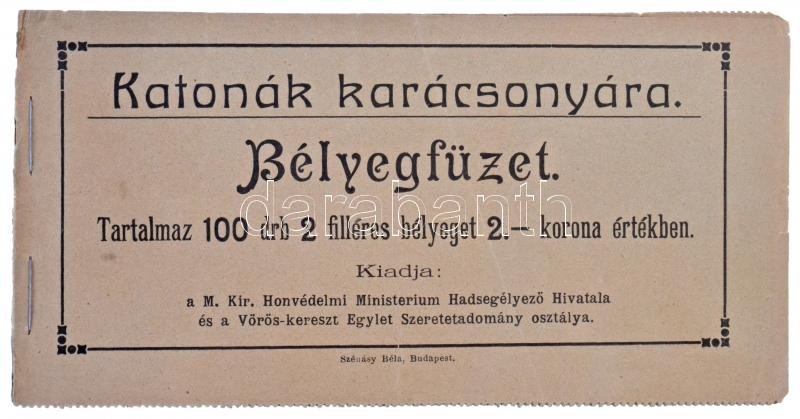 Katonák karácsonyára.
Bélyegfüzet.
darabanth
Tartalmaz 100 drb 2 filléres bélyeget 2.— korona értékben.
Kiadja:
a M. Kir. Honvédelmi Ministerium Hadsegélyező Hivatala
és a Vörös-kereszt Egylet Szeretetadomány osztálya.
Szénásy Béla, Budapest.